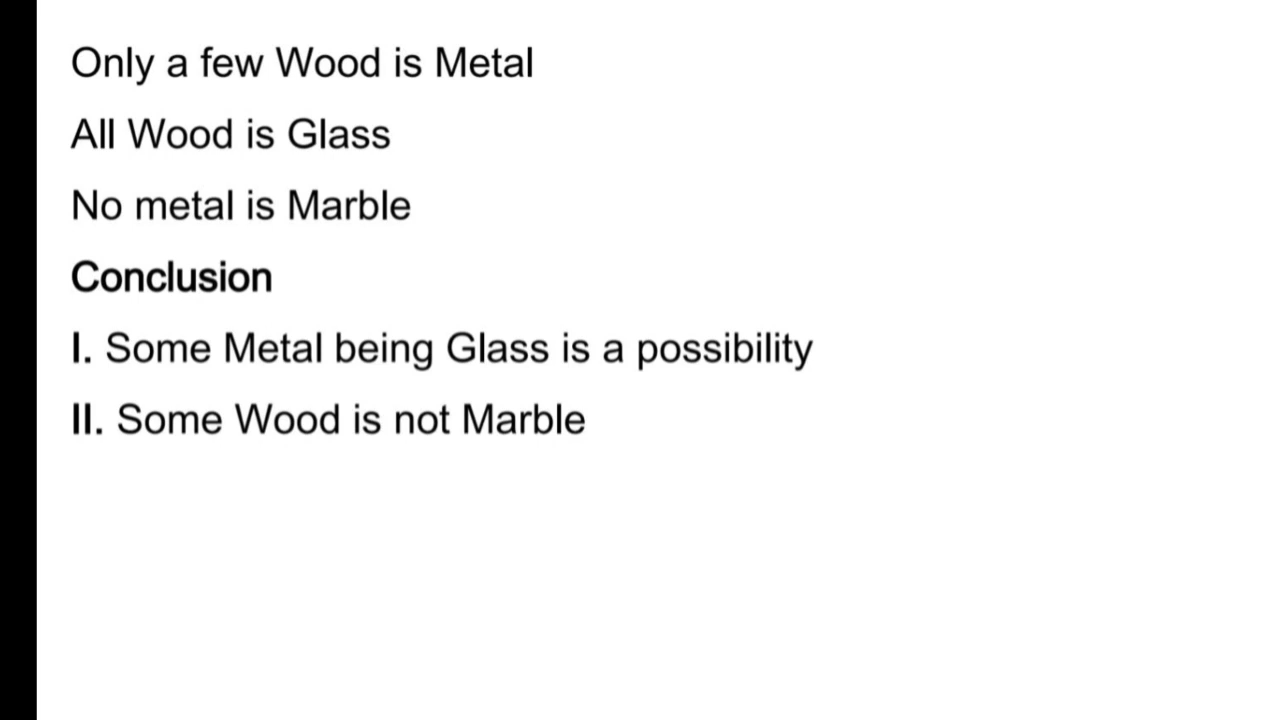 Only a few Wood is Metal
All Wood is Glass
No metal is Marble
Conclusion
I. Some Metal being Glass is a possibility
II. Some Wood is not Marble